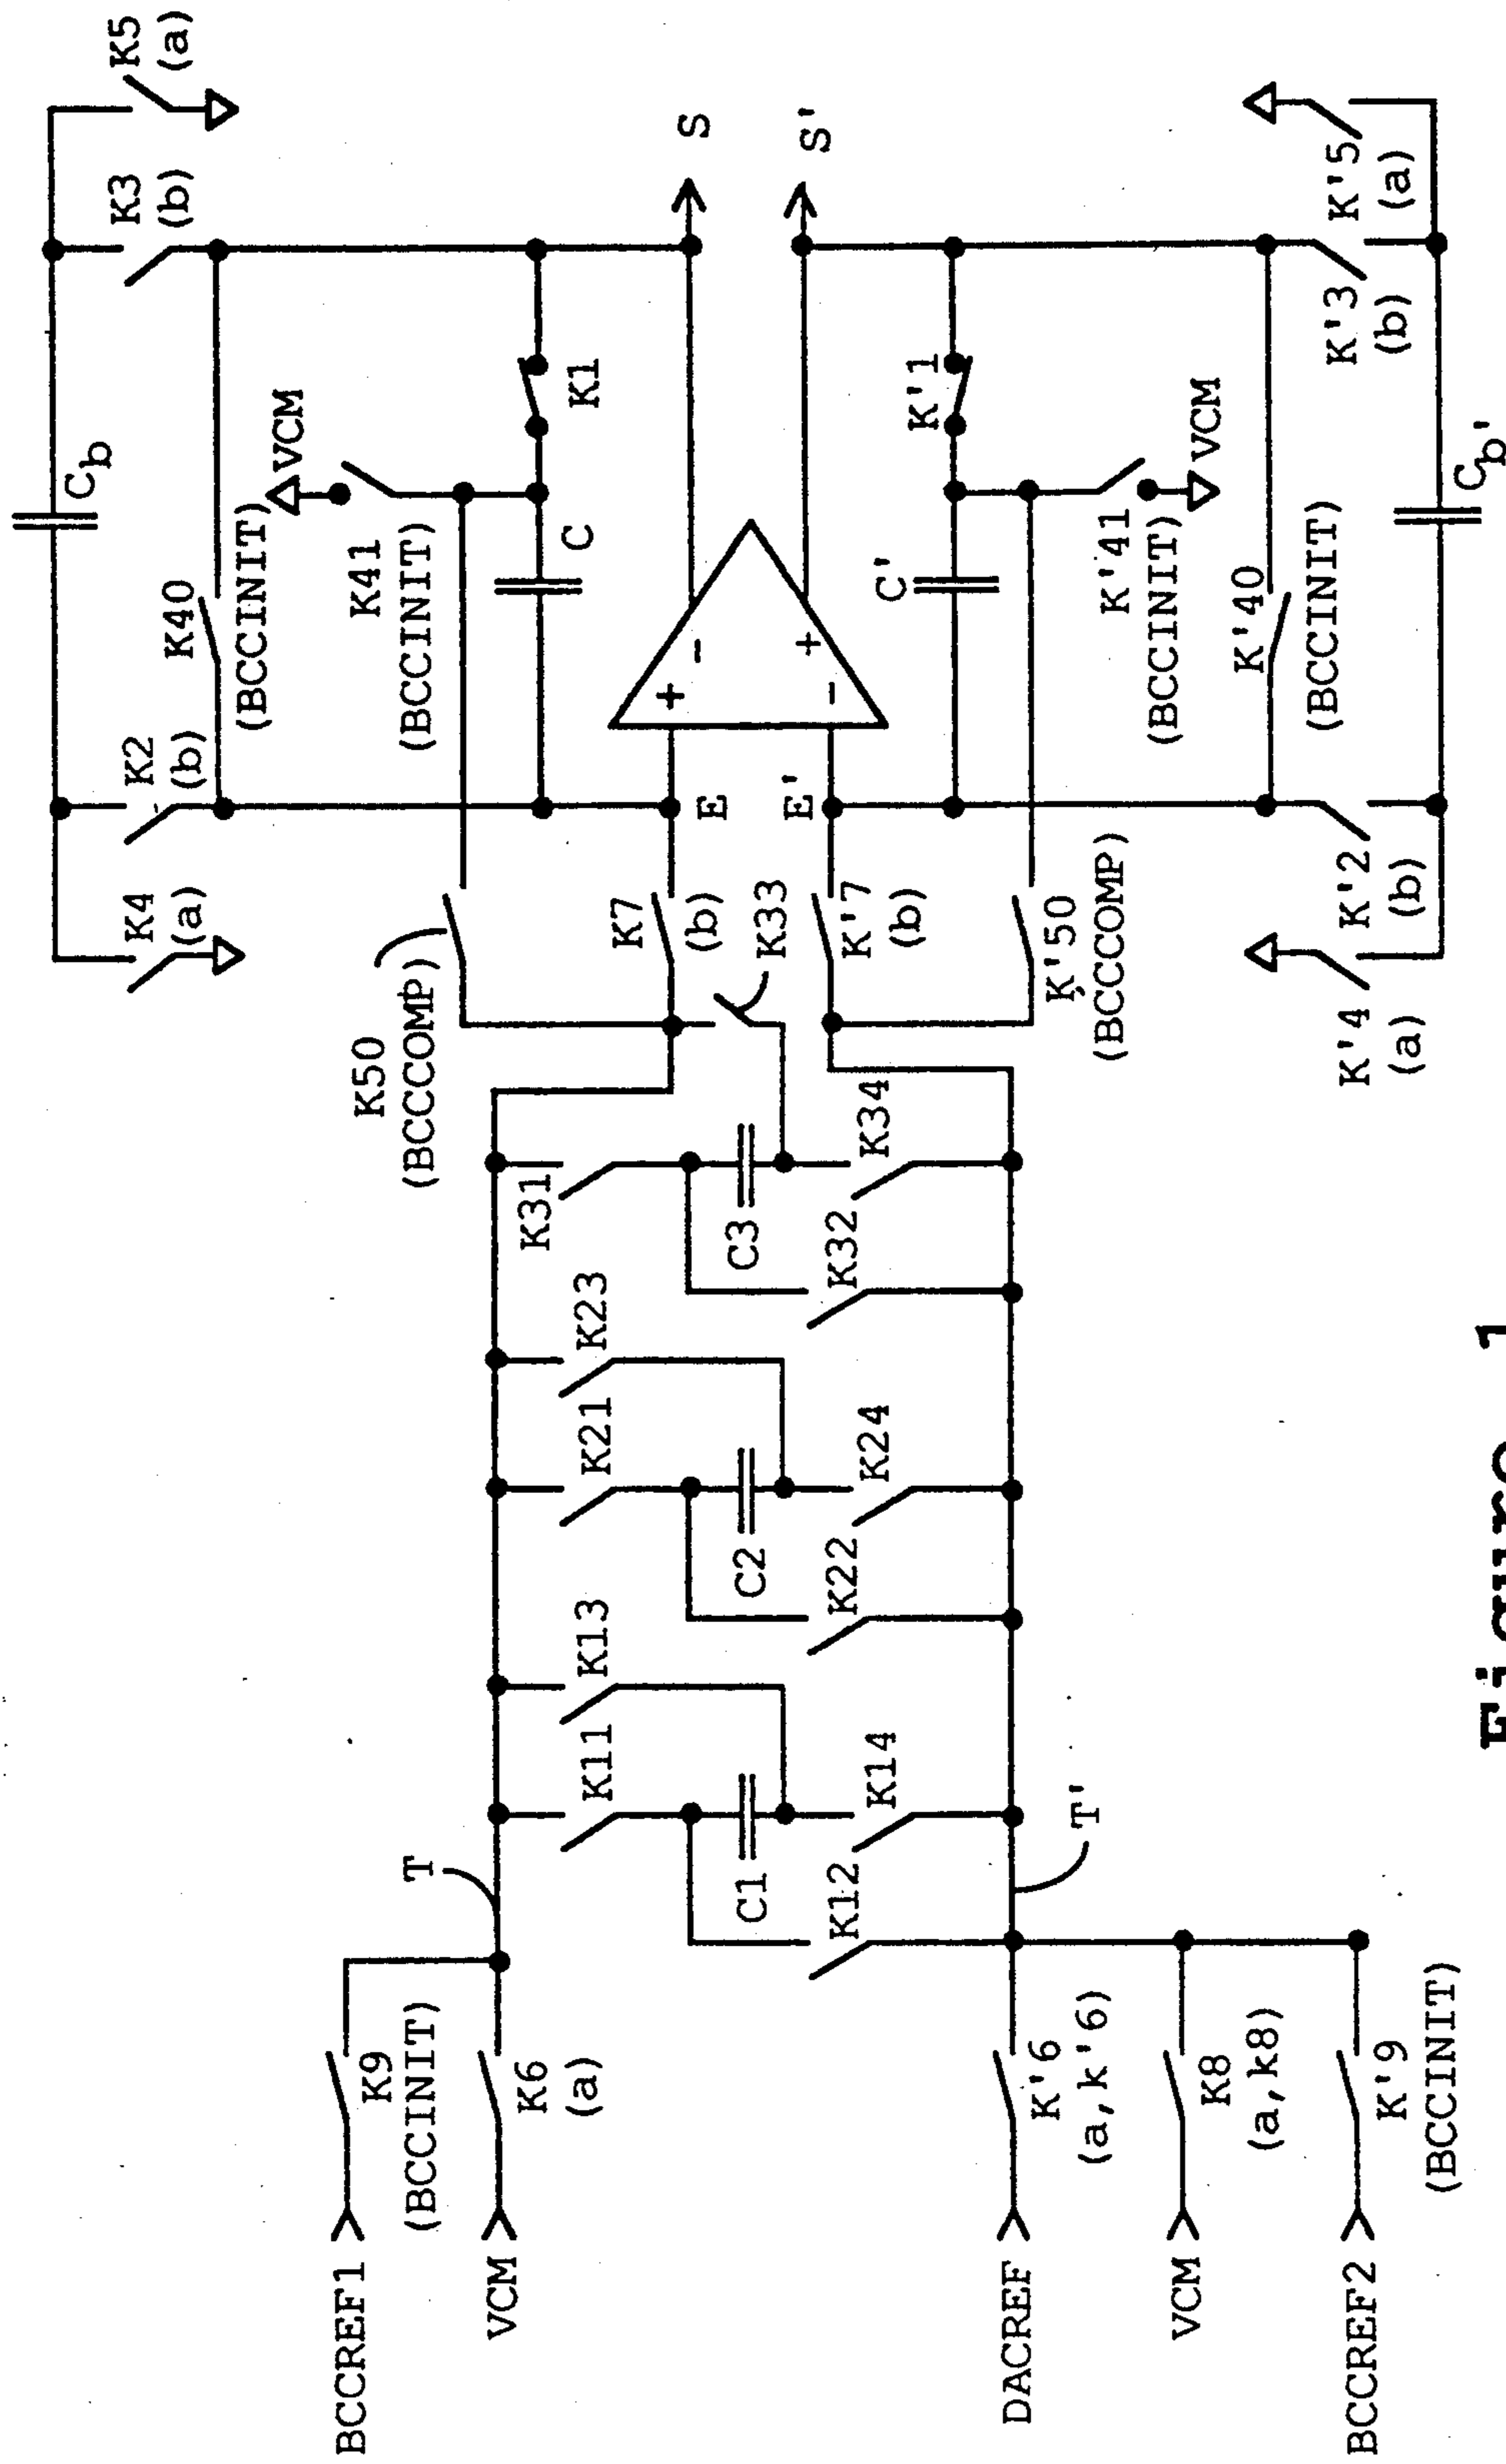 K5
(a)
K3
(b)
Cb
K2
(b)
K4
(a)
K40
(BCCINIT)
VCM
K41
(BCCINIT)
K1
C
S
S'
+
-
-
+
E
E'
K50
(BCCCOMP)
K7
(b)
K33
K'7
(b)
K'50
(BCCCOMP)
C'
K'1
K'41
(BCCINIT)
VCM
K'40
(BCCINIT)
K'5
(a)
K'3
(b)
Cb'
K'2
(b)
K'4
(a)
K31
C3
K34
K32
K23
K21
C2
K24
K22
K13
K11
C1
K14
K12
T
T'
BCCREF1
K9
(BCCINIT)
VCM
K6
(a)
DACREF
K'6
(a,k'6)
VCM
K8
(a,k8)
BCCREF2
K'9
(BCCINIT)
Figure 1